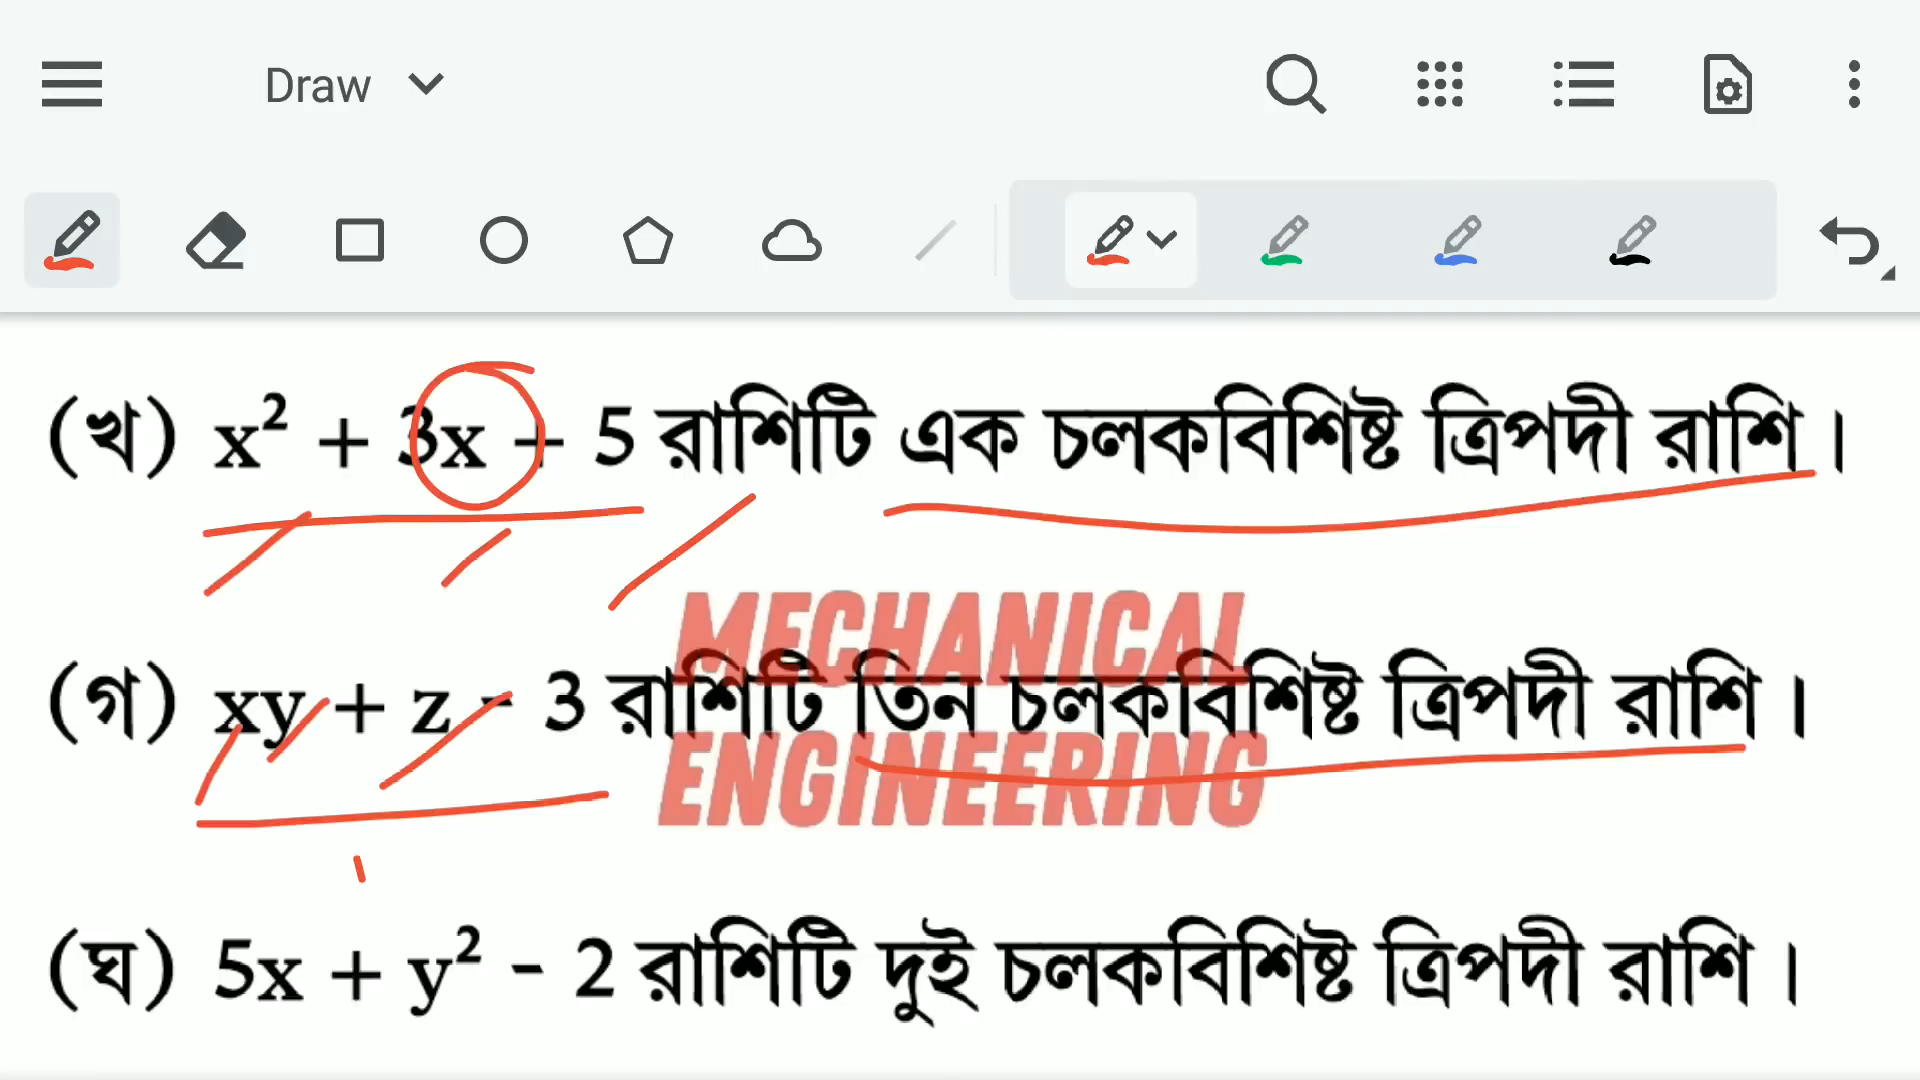 Draw
(খ) x² + 3x + 5 রাশিটি এক চলকবিশিষ্ট ত্রিপদী রাশি।
MECHANICAL
(গ) xy + z - 3 রাশিটি তিন চলকবিশিষ্ট ত্রিপদী রাশি।
ENGINEERING
(ঘ) 5x + y² - 2 রাশিটি দুই চলকবিশিষ্ট ত্রিপদী রাশি।